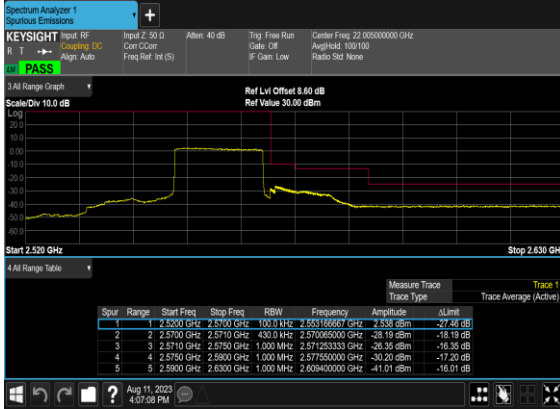 Spectrum Analyzer 1
Spurious Emissions
KEYSIGHT Input: RF Input Z: 50 Ω Atten: 40 dB Trig: Free Run Center Freq: 22.005000000 GHz
R T Coupling: DC Corr CCorr Gate: Off Avg|Hold: 100/100
Align: Auto Freq Ref: Int (S) IF Gain: Low Radio Std: None
PASS
3 All Range Graph
Ref Lvl Offset 8.60 dB
Scale/Div 10.0 dB Ref Value 30.00 dBm
Log
20.0
10.0
0.00
-10.0
-20.0
-30.0
-40.0
-50.0
-60.0
Start 2.520 GHz Stop 2.630 GH
4 All Range Table
Measure Trace Trace 1
Trace Type Trace Average (Active)
Spur Range Start Freq Stop Freq RBW Frequency Amplitude ΔLimit
1 1 2.5200 GHz 2.5700 GHz 100.0 kHz 2.553166667 GHz 2.538 dBm -27.46 dB
2 2 2.5700 GHz 2.5710 GHz 430.0 kHz 2.570065000 GHz -28.19 dBm -18.19 dB
3 3 2.5710 GHz 2.5750 GHz 1.000 MHz 2.571253333 GHz -26.35 dBm -16.35 dB
4 4 2.5750 GHz 2.5900 GHz 1.000 MHz 2.577550000 GHz -30.20 dBm -17.20 dB
5 5 2.5900 GHz 2.6300 GHz 1.000 MHz 2.609400000 GHz -41.01 dBm -16.01 dB
Aug 11, 2023
4:07:08 PM